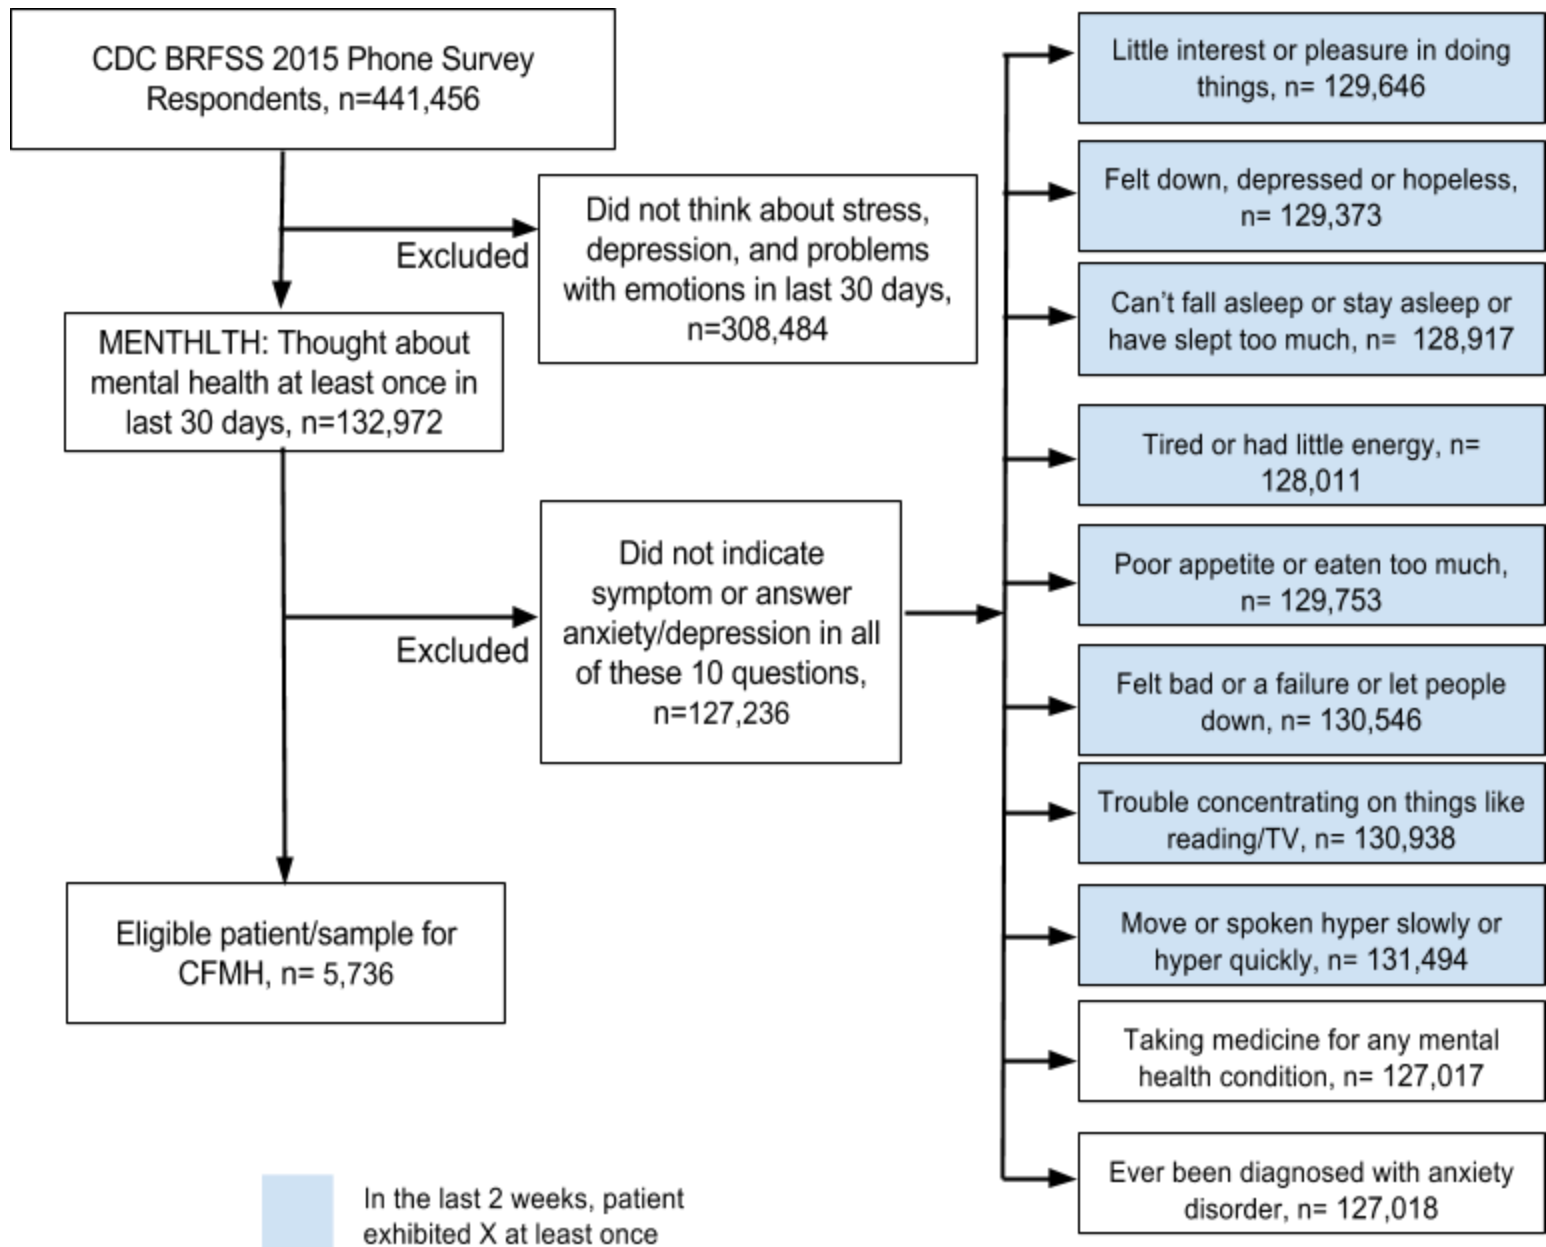 CDC BRFSS 2015 Phone Survey
Respondents, n=441,456
Excluded
Did not think about stress,
depression, and problems
with emotions in last 30 days,
n=308,484
MENTHLTH: Thought about
mental health at least once in
last 30 days, n=132,972
Excluded
Did not indicate
symptom or answer
anxiety/depression in all
of these 10 questions,
n=127,236
Eligible patient/sample for
CFMH, n= 5,736
Little interest or pleasure in doing
things, n= 129,646
Felt down, depressed or hopeless,
n= 129,373
Can't fall asleep or stay asleep or
have slept too much, n=  128,917
Tired or had little energy, n=
128,011
Poor appetite or eaten too much,
n= 129,753
Felt bad or a failure or let people
down, n= 130,546
Trouble concentrating on things like
reading/TV, n= 130,938
Move or spoken hyper slowly or
hyper quickly, n= 131,494
Taking medicine for any mental
health condition, n= 127,017
Ever been diagnosed with anxiety
disorder, n= 127,018
In the last 2 weeks, patient
exhibited X at least once